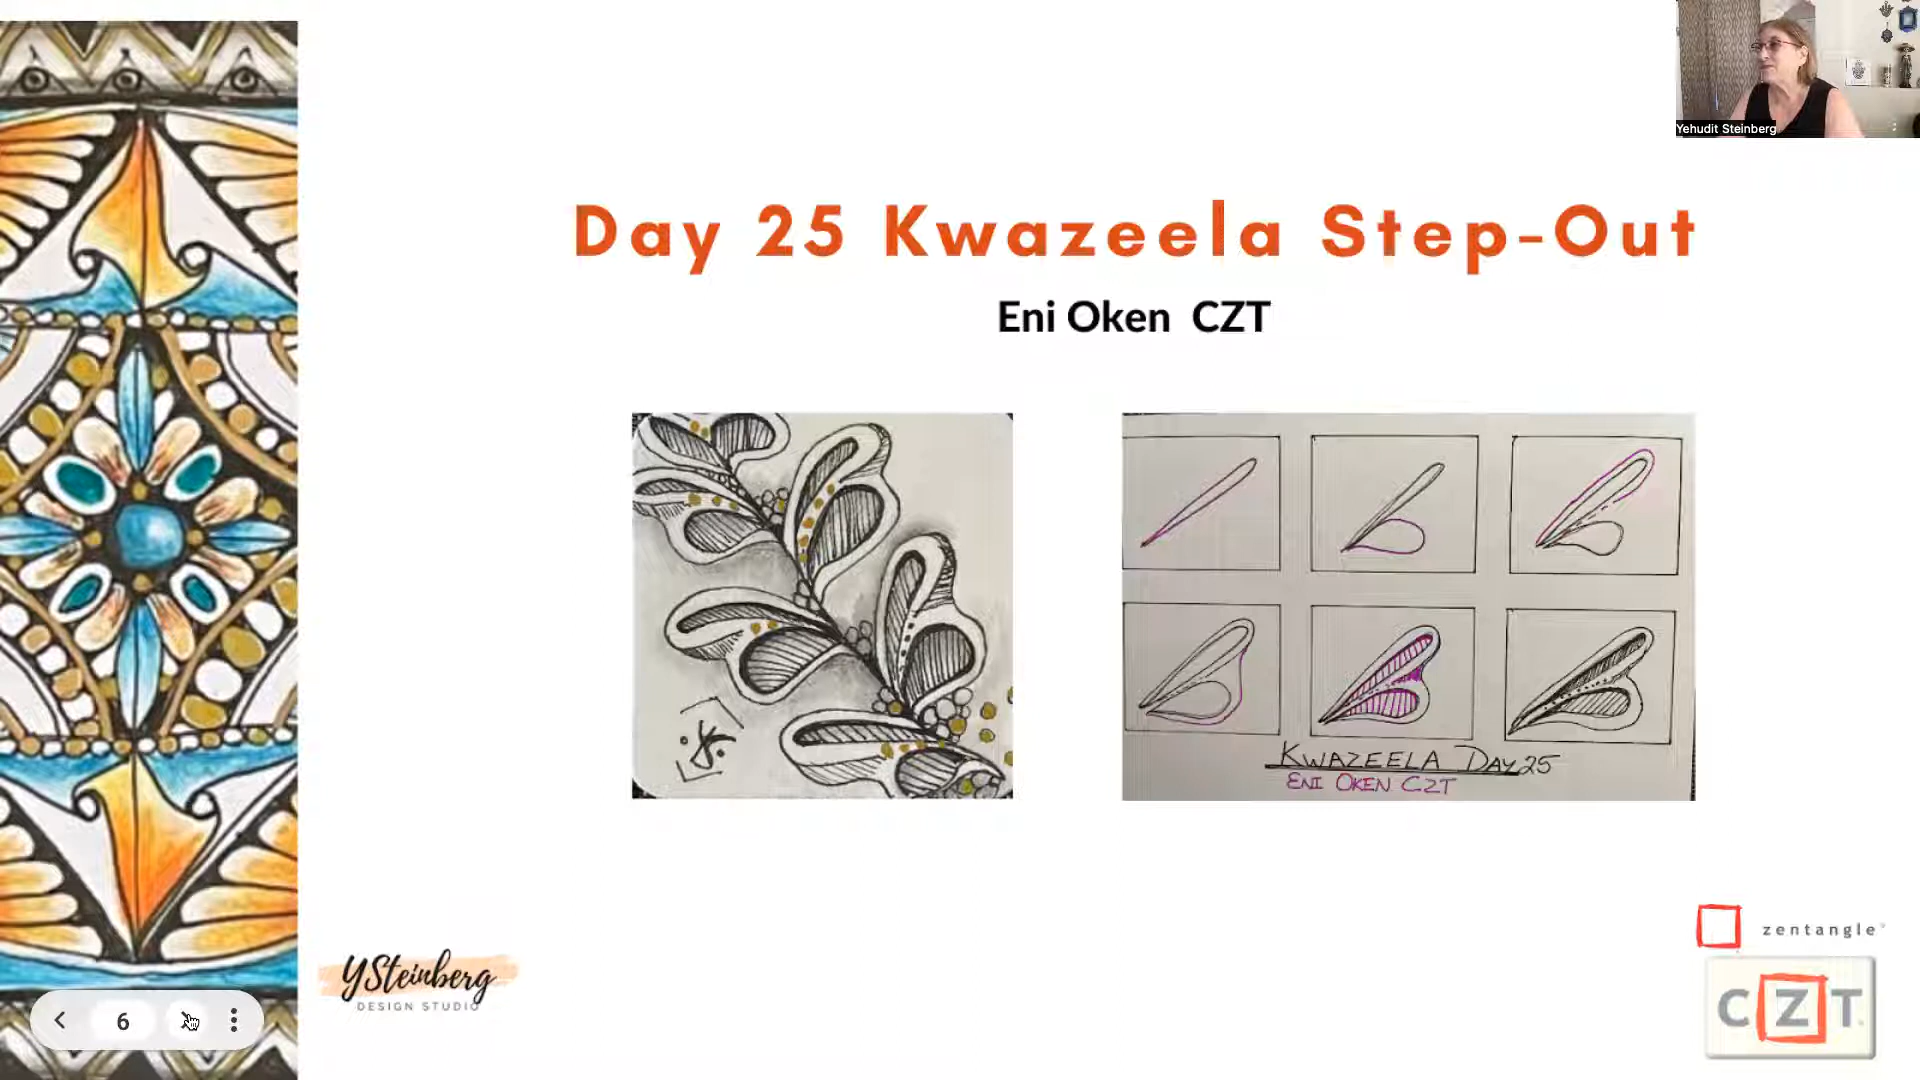 Yehudit Steinberg
Day 25 Kwazeela Step-Out
Eni Oken CZT
KWAZEELA DAY 25
ENI OKEN CZT
YSteinberg
DESIGN STUDIO
zentangle®
CZT
6